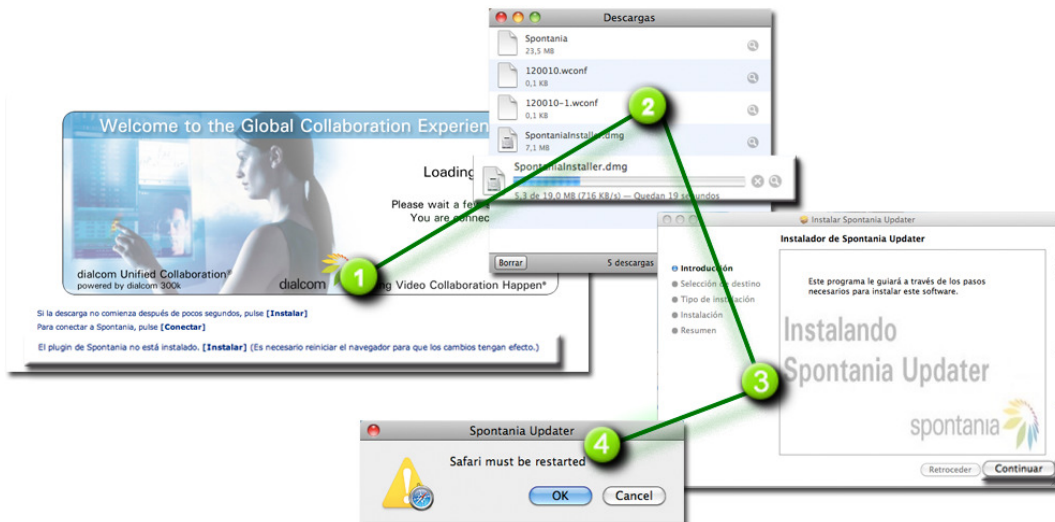 Welcome to the Global Collaboration Experien
Loading
Please wait a few
You are connec
dialcom Unified Collaboration®
powered by dialcom 300k
dialcom
ng Video Collaboration Happen®
1
Si la descarga no comienza después de pocos segundos, pulse [Instalar]
Para conectar a Spontania, pulse [Conectar]
El plugin de Spontania no está instalado. [Instalar] (Es necesario reiniciar el navegador para que los cambios tengan efecto.)
Descargas
Spontania
23,5 MB
120010.wconf
0,1 KB
2
120010-1.wconf
0,1 KB
SpontaniaInstaller.dmg
7,1 MB
SpontaniaInstaller.dmg
5,3 de 19,0 MB (716 KB/s) — Quedan 19 segundos
Borrar
5 descargas
Instalar Spontania Updater
Instalador de Spontania Updater
Introducción
Selección de destino
Tipo de instalación
Instalación
Resumen
Este programa le guiará a través de los pasos
necesarios para instalar este software.
Instalando
Spontania Updater
3
spontania
Retroceder
Continuar
Spontania Updater
4
Safari must be restarted
OK
Cancel